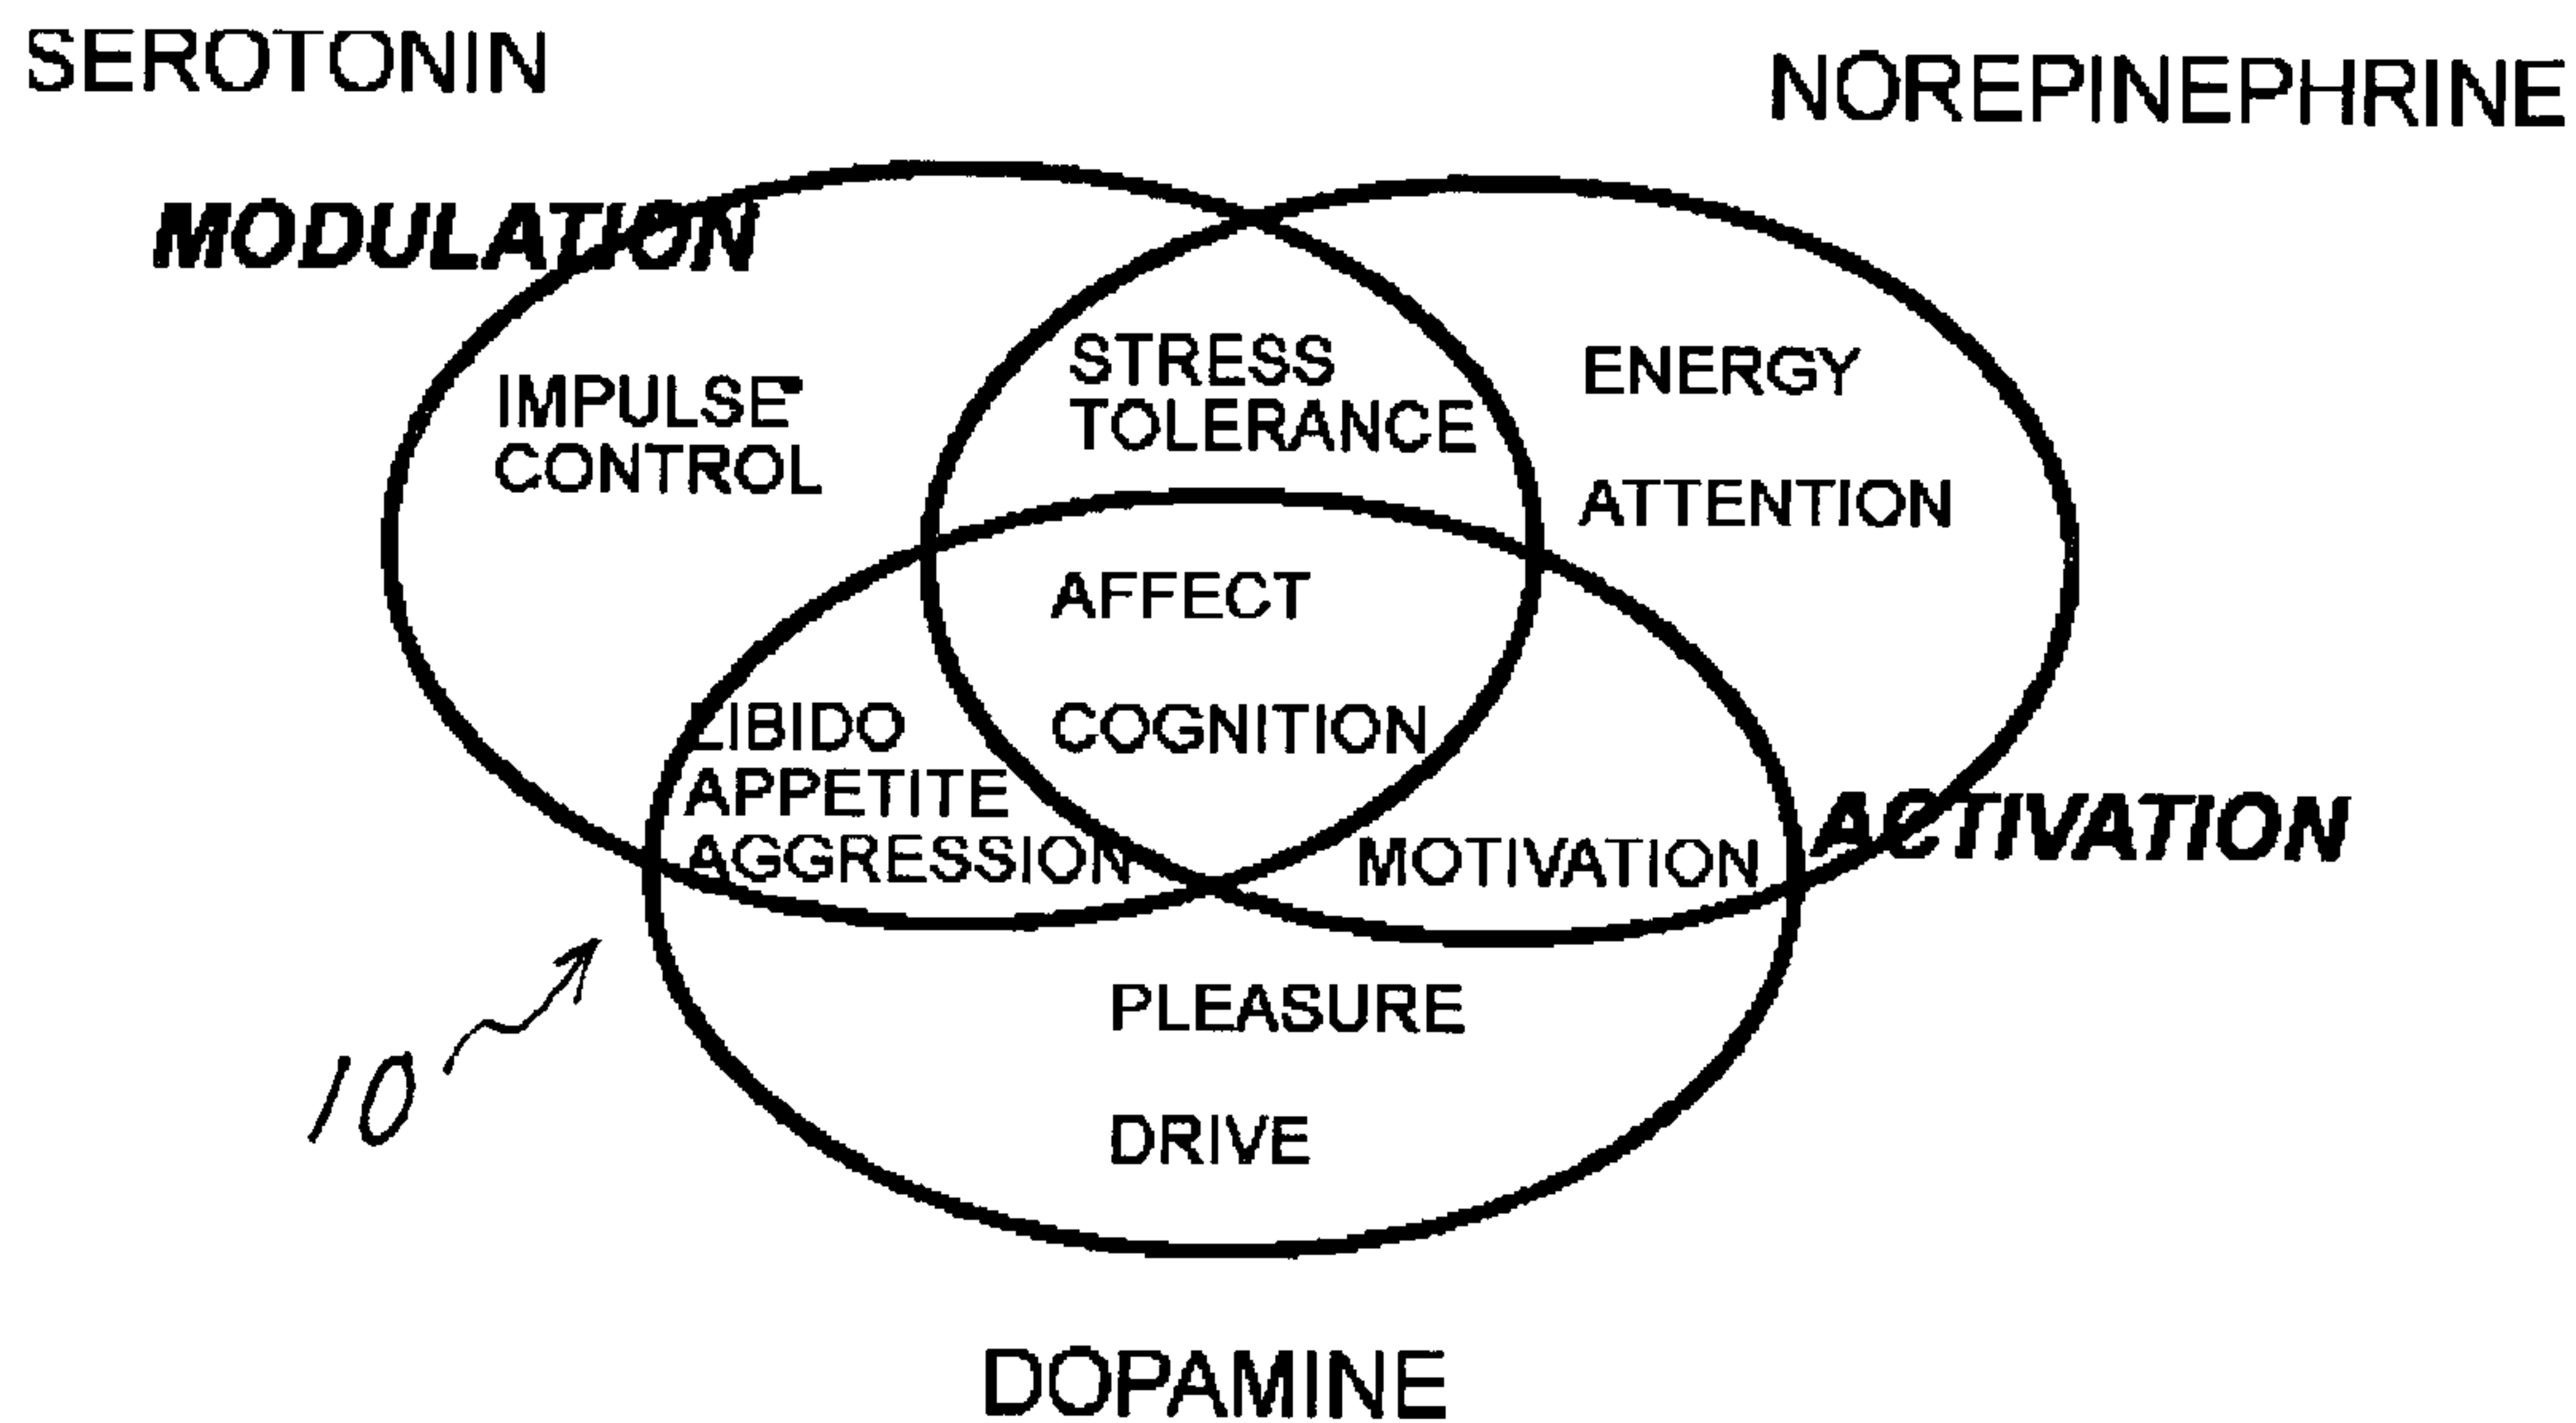 SEROTONIN
NOREPINEPHRINE
MODULATION
STRESS
TOLERANCE
ENERGY
IMPULSE
CONTROL
ATTENTION
AFFECT
LIBIDO
COGNITION
APPETITE
AGGRESSION
MOTIVATION
ACTIVATION
PLEASURE
10
DRIVE
DOPAMINE